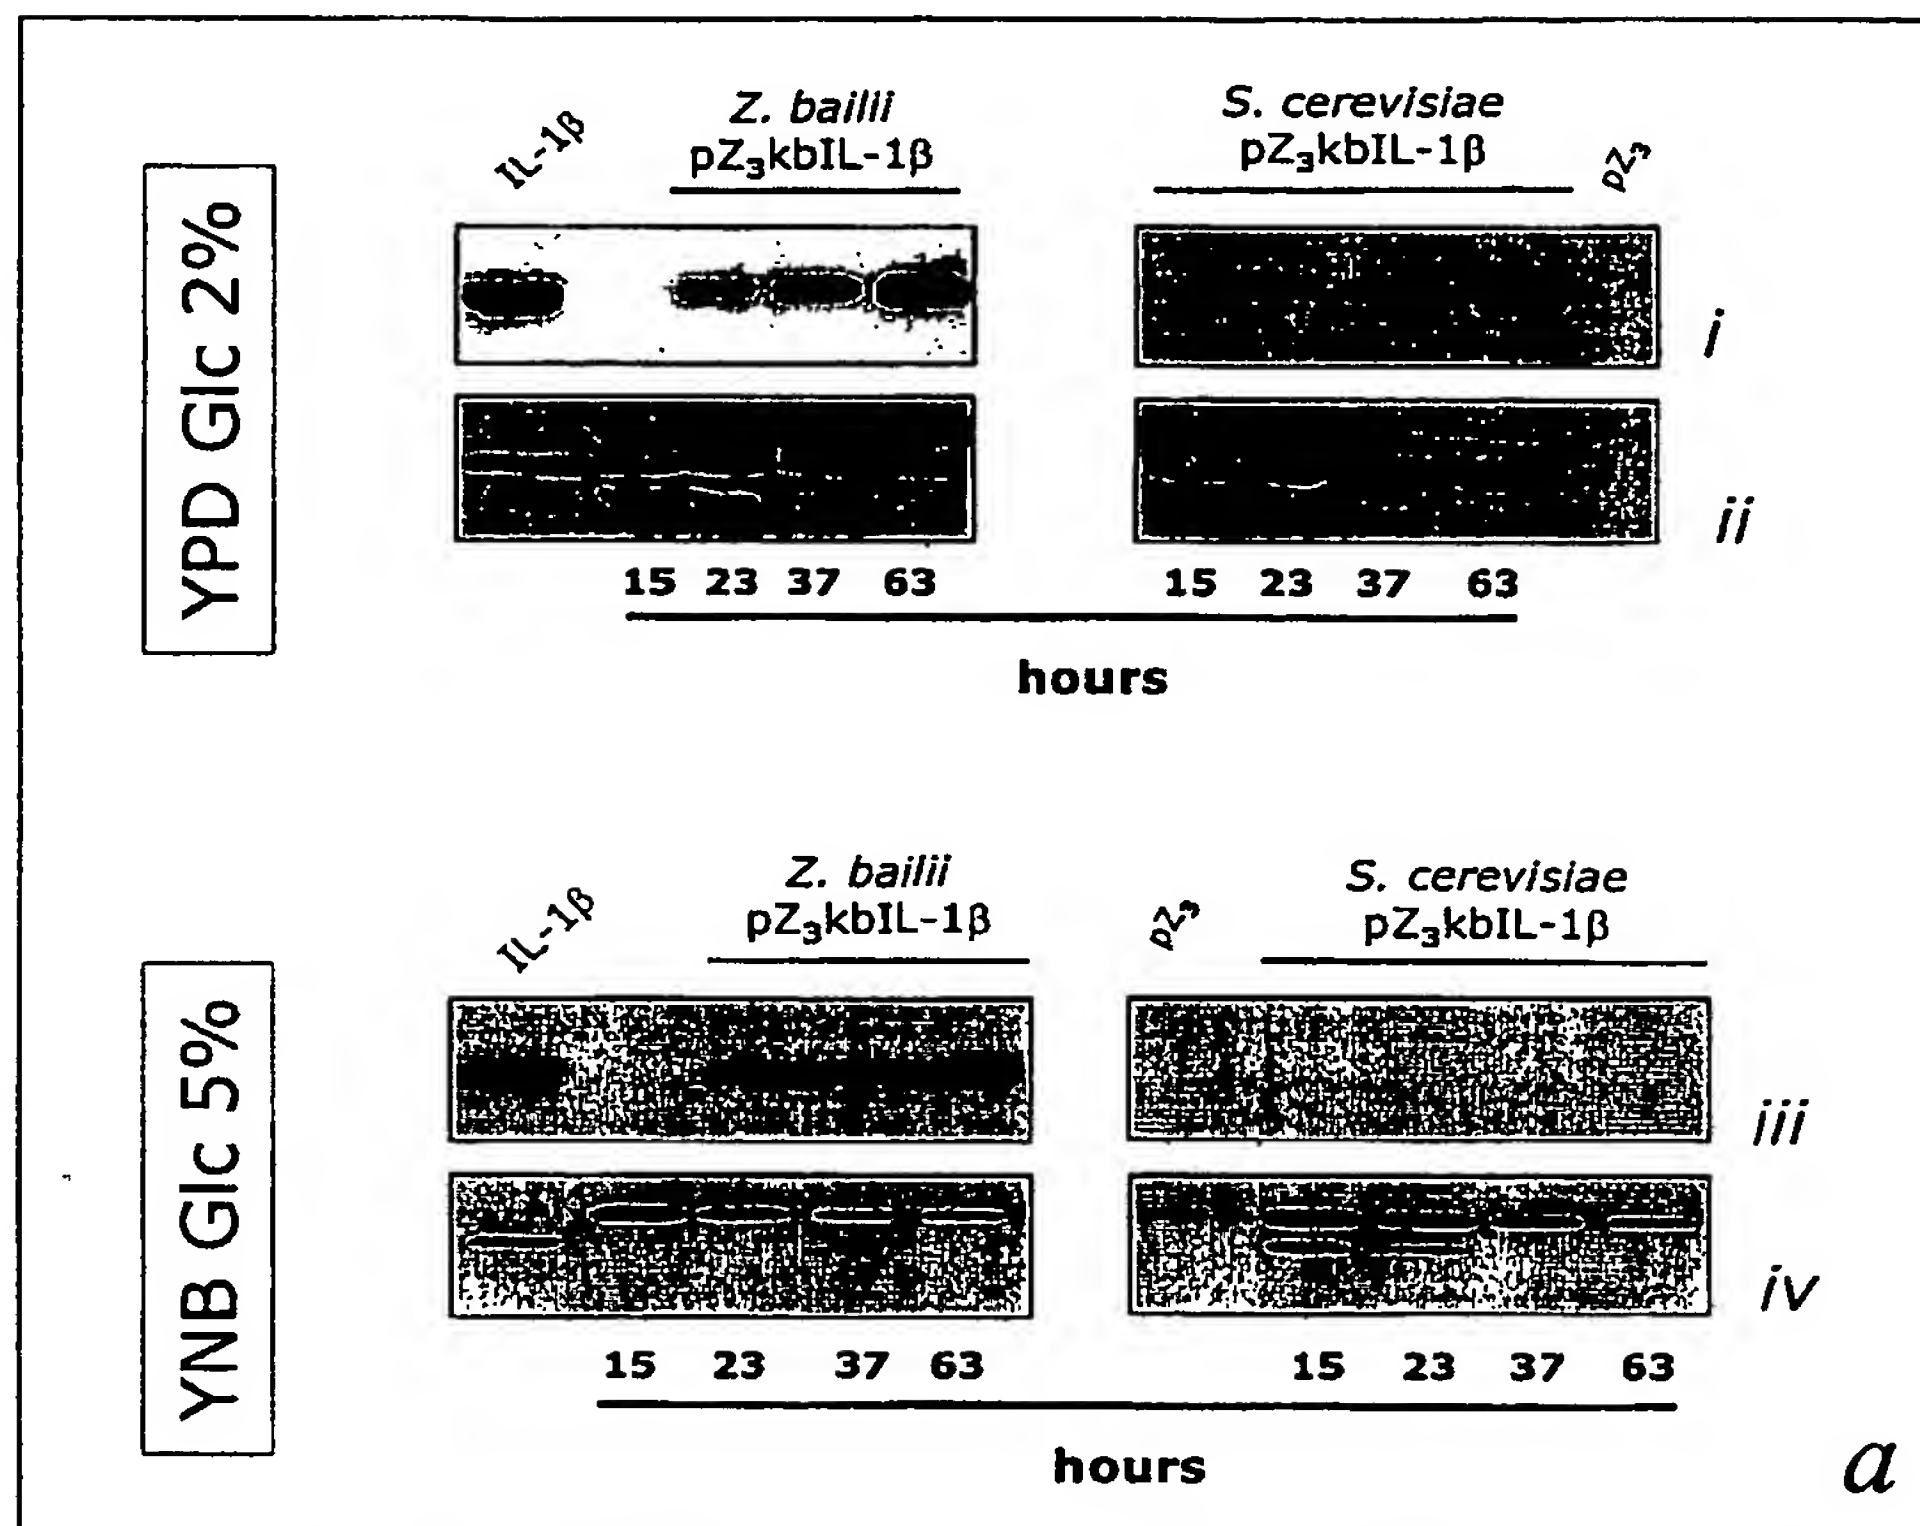 YPD Glc 2%
IL-1β
Z. bailii
pZ₃kbIL-1β
S. cerevisiae
pZ₃kbIL-1β
pZ₃
i
ii
15 23 37 63
15 23 37 63
hours
YNB Glc 5%
IL-1β
Z. bailii
pZ₃kbIL-1β
pZ₃
S. cerevisiae
pZ₃kbIL-1β
iii
iv
15 23 37 63
15 23 37 63
hours
a